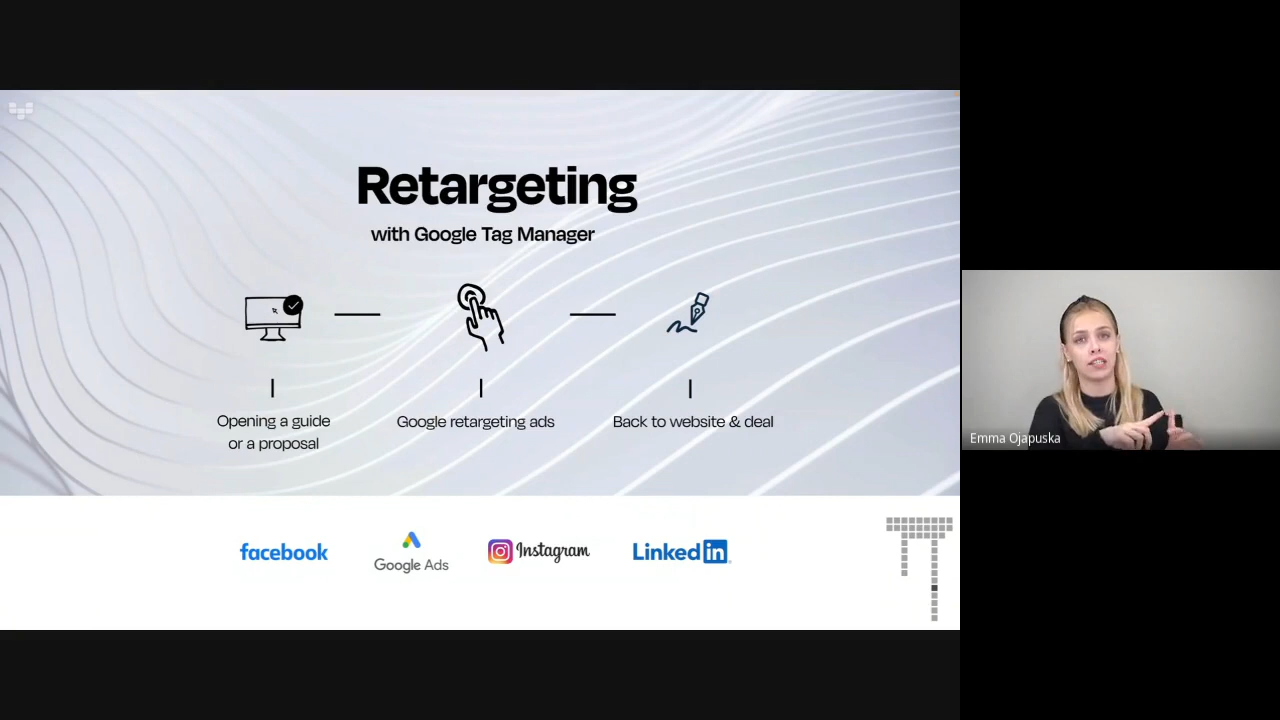 Retargeting
with Google Tag Manager
Opening a guide
or a proposal
Google retargeting ads
Back to website & deal
facebook
Google Ads
Instagram
Linkedin
Emma Ojapuska